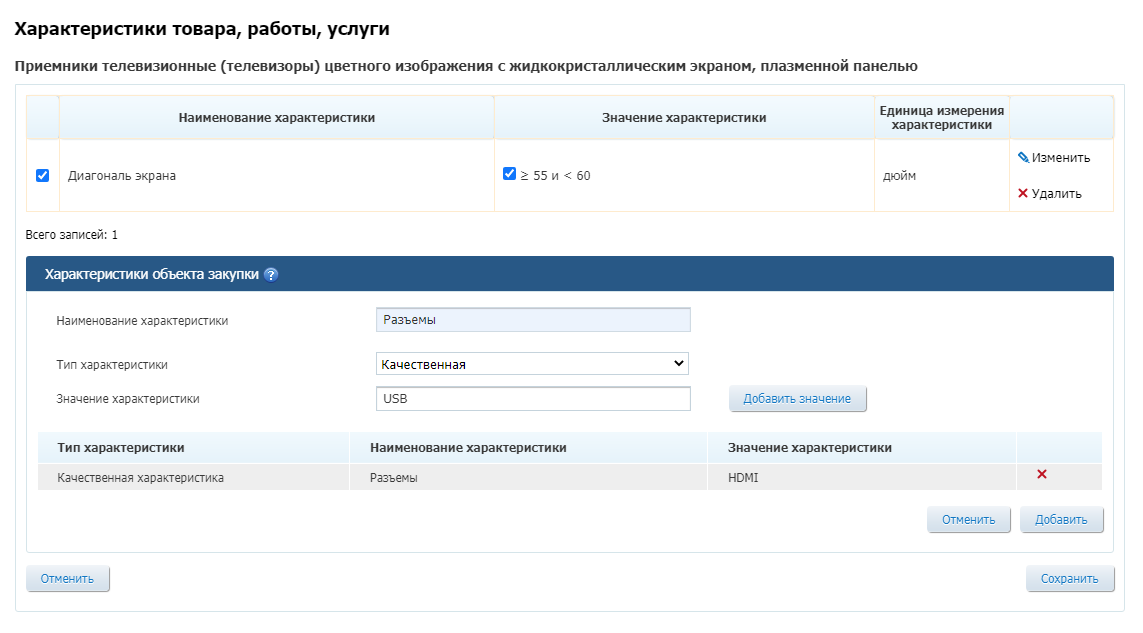 Характеристики товара, работы, услуги
Приемники телевизионные (телевизоры) цветного изображения с жидкокристаллическим экраном, плазменной панелью
Наименование характеристики Значение характеристики Единица измерения характеристики
Диагональ экрана ≥ 55 и < 60 дюйм Изменить
Удалить
Всего записей: 1
Характеристики объекта закупки ?
Наименование характеристики Разъемы
Тип характеристики Качественная
Значение характеристики USB Добавить значение
Тип характеристики Наименование характеристики Значение характеристики
Качественная характеристика Разъемы HDMI
Отменить Добавить
Отменить Сохранить